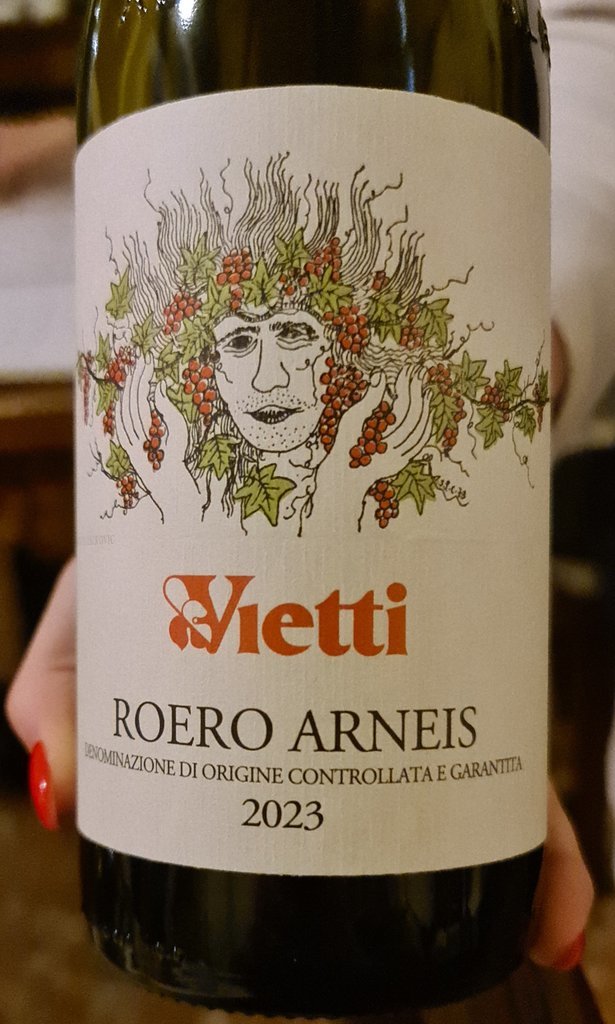 Vietti
ROERO ARNEIS
DENOMINAZIONE DI ORIGINE CONTROLLATA E GARANTITA
2023